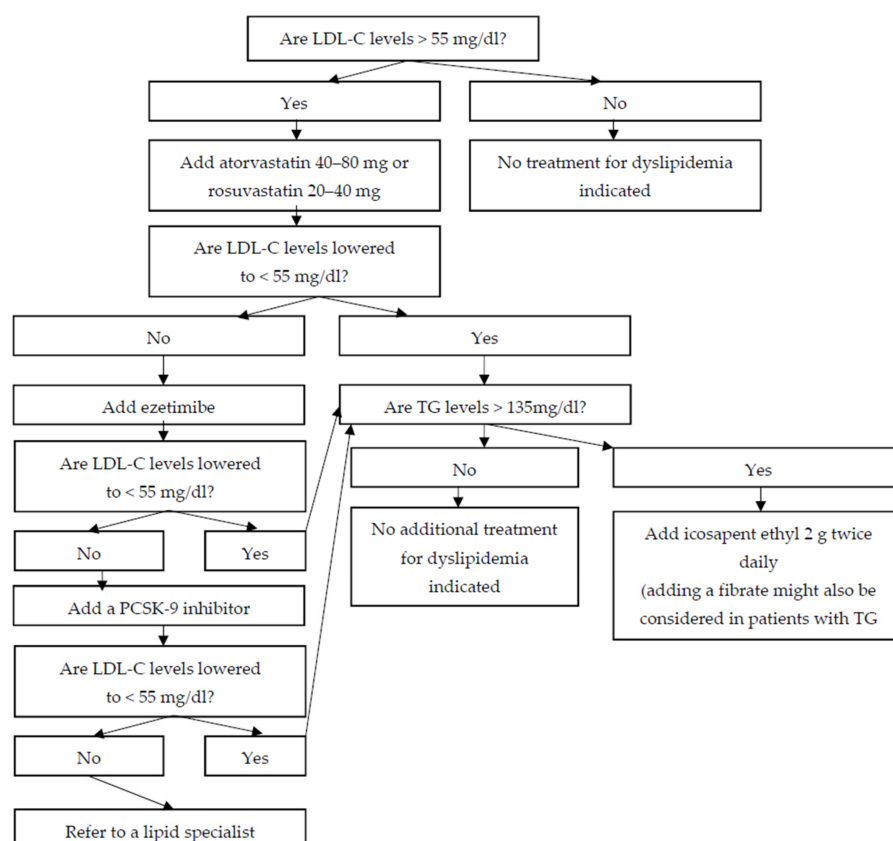 Are LDL-C levels > 55 mg/dl?
Yes
No
Add atorvastatin 40–80 mg or
rosuvastatin 20–40 mg
No treatment for dyslipidemia
indicated
Are LDL-C levels lowered
to < 55 mg/dl?
No
Yes
Add ezetimibe
Are TG levels > 135mg/dl?
Are LDL-C levels lowered
to < 55 mg/dl?
No
Yes
No
Yes
No additional treatment
for dyslipidemia
indicated
Add icosapent ethyl 2 g twice
daily
(adding a fibrate might also be
considered in patients with TG
Add a PCSK-9 inhibitor
Are LDL-C levels lowered
to < 55 mg/dl?
No
Yes
Refer to a lipid specialist